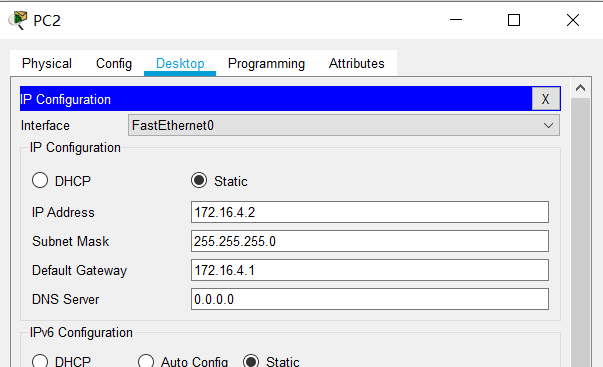 PC2
Physical Config Desktop Programming Attributes
IP Configuration X
Interface FastEthernet0
IP Configuration
DHCP Static
IP Address 172.16.4.2
Subnet Mask 255.255.255.0
Default Gateway 172.16.4.1
DNS Server 0.0.0.0
IPv6 Configuration
DHCP Auto Config Static